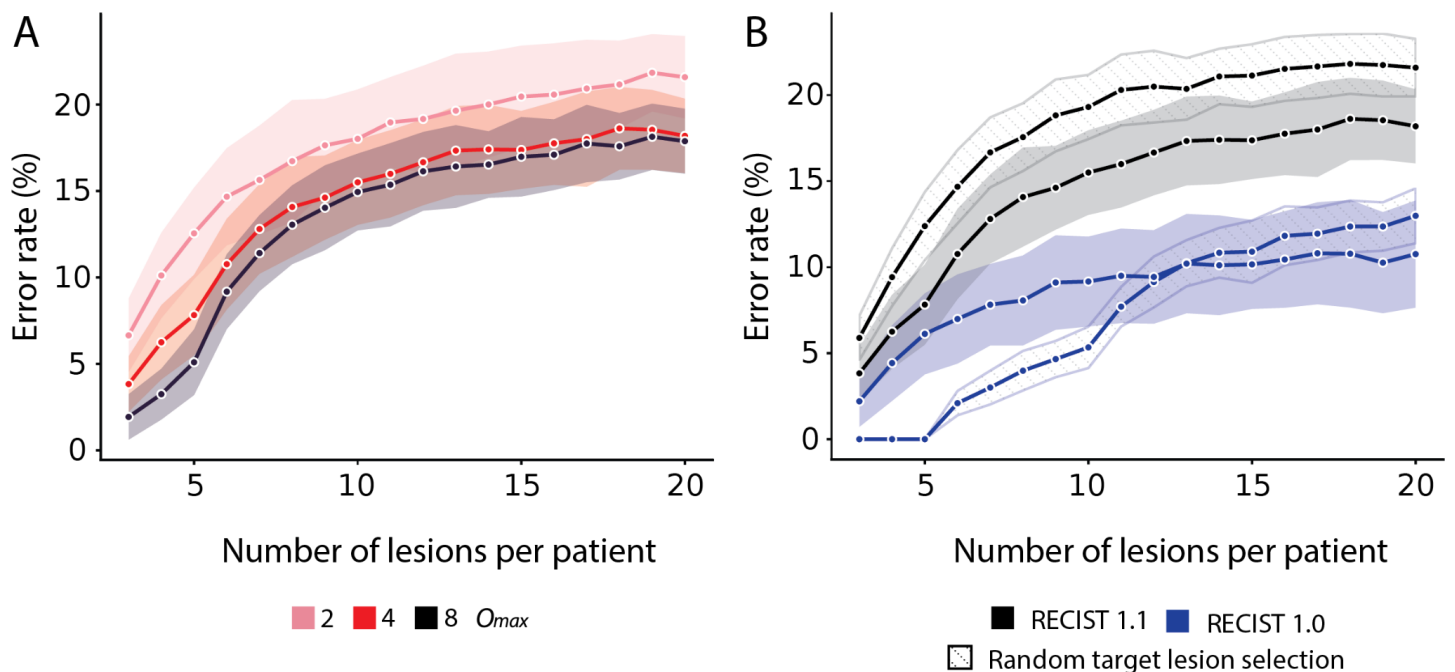 A
Error rate (%)
20
15
10
5
0
5
10
15
20
Number of lesions per patient
2
4
8
Omax
B
Error rate (%)
20
15
10
5
0
5
10
15
20
Number of lesions per patient
RECIST 1.1
RECIST 1.0
Random target lesion selection